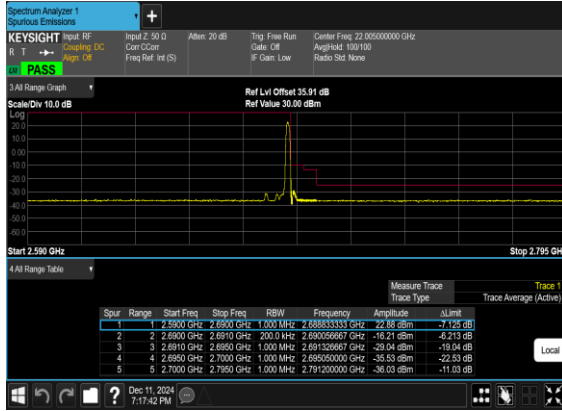 Spectrum Analyzer 1
Spurious Emissions
KEYSIGHT Input: RF Input Z: 50 Ω Atten: 20 dB Trig: Free Run Center Freq: 22.005000000 GHz
R T Coupling: DC Corr CCorr Gate: Off Avg|Hold: 100/100
Align: Off Freq Ref: Int (S) IF Gain: Low Radio Std: None
PASS
3 All Range Graph
Ref Lvl Offset 35.91 dB
Scale/Div 10.0 dB Ref Value 30.00 dBm
Log
20.0
10.0
0.00
-10.0
-20.0
-30.0
-40.0
-50.0
-60.0
Start 2.590 GHz Stop 2.795 GH
4 All Range Table
Measure Trace Trace 1
Trace Type Trace Average (Active)
Spur Range Start Freq Stop Freq RBW Frequency Amplitude ΔLimit
1 1 2.5900 GHz 2.6900 GHz 1.000 MHz 2.688833333 GHz 22.88 dBm -7.125 dB
2 2 2.6900 GHz 2.6910 GHz 200.0 kHz 2.690056667 GHz -16.21 dBm -6.213 dB
3 3 2.6910 GHz 2.6950 GHz 1.000 MHz 2.691326667 GHz -29.04 dBm -19.04 dB
4 4 2.6950 GHz 2.7000 GHz 1.000 MHz 2.695050000 GHz -35.53 dBm -22.53 dB
5 5 2.7000 GHz 2.7950 GHz 1.000 MHz 2.791200000 GHz -36.03 dBm -11.03 dB
Local
Dec 11, 2024
7:17:42 PM